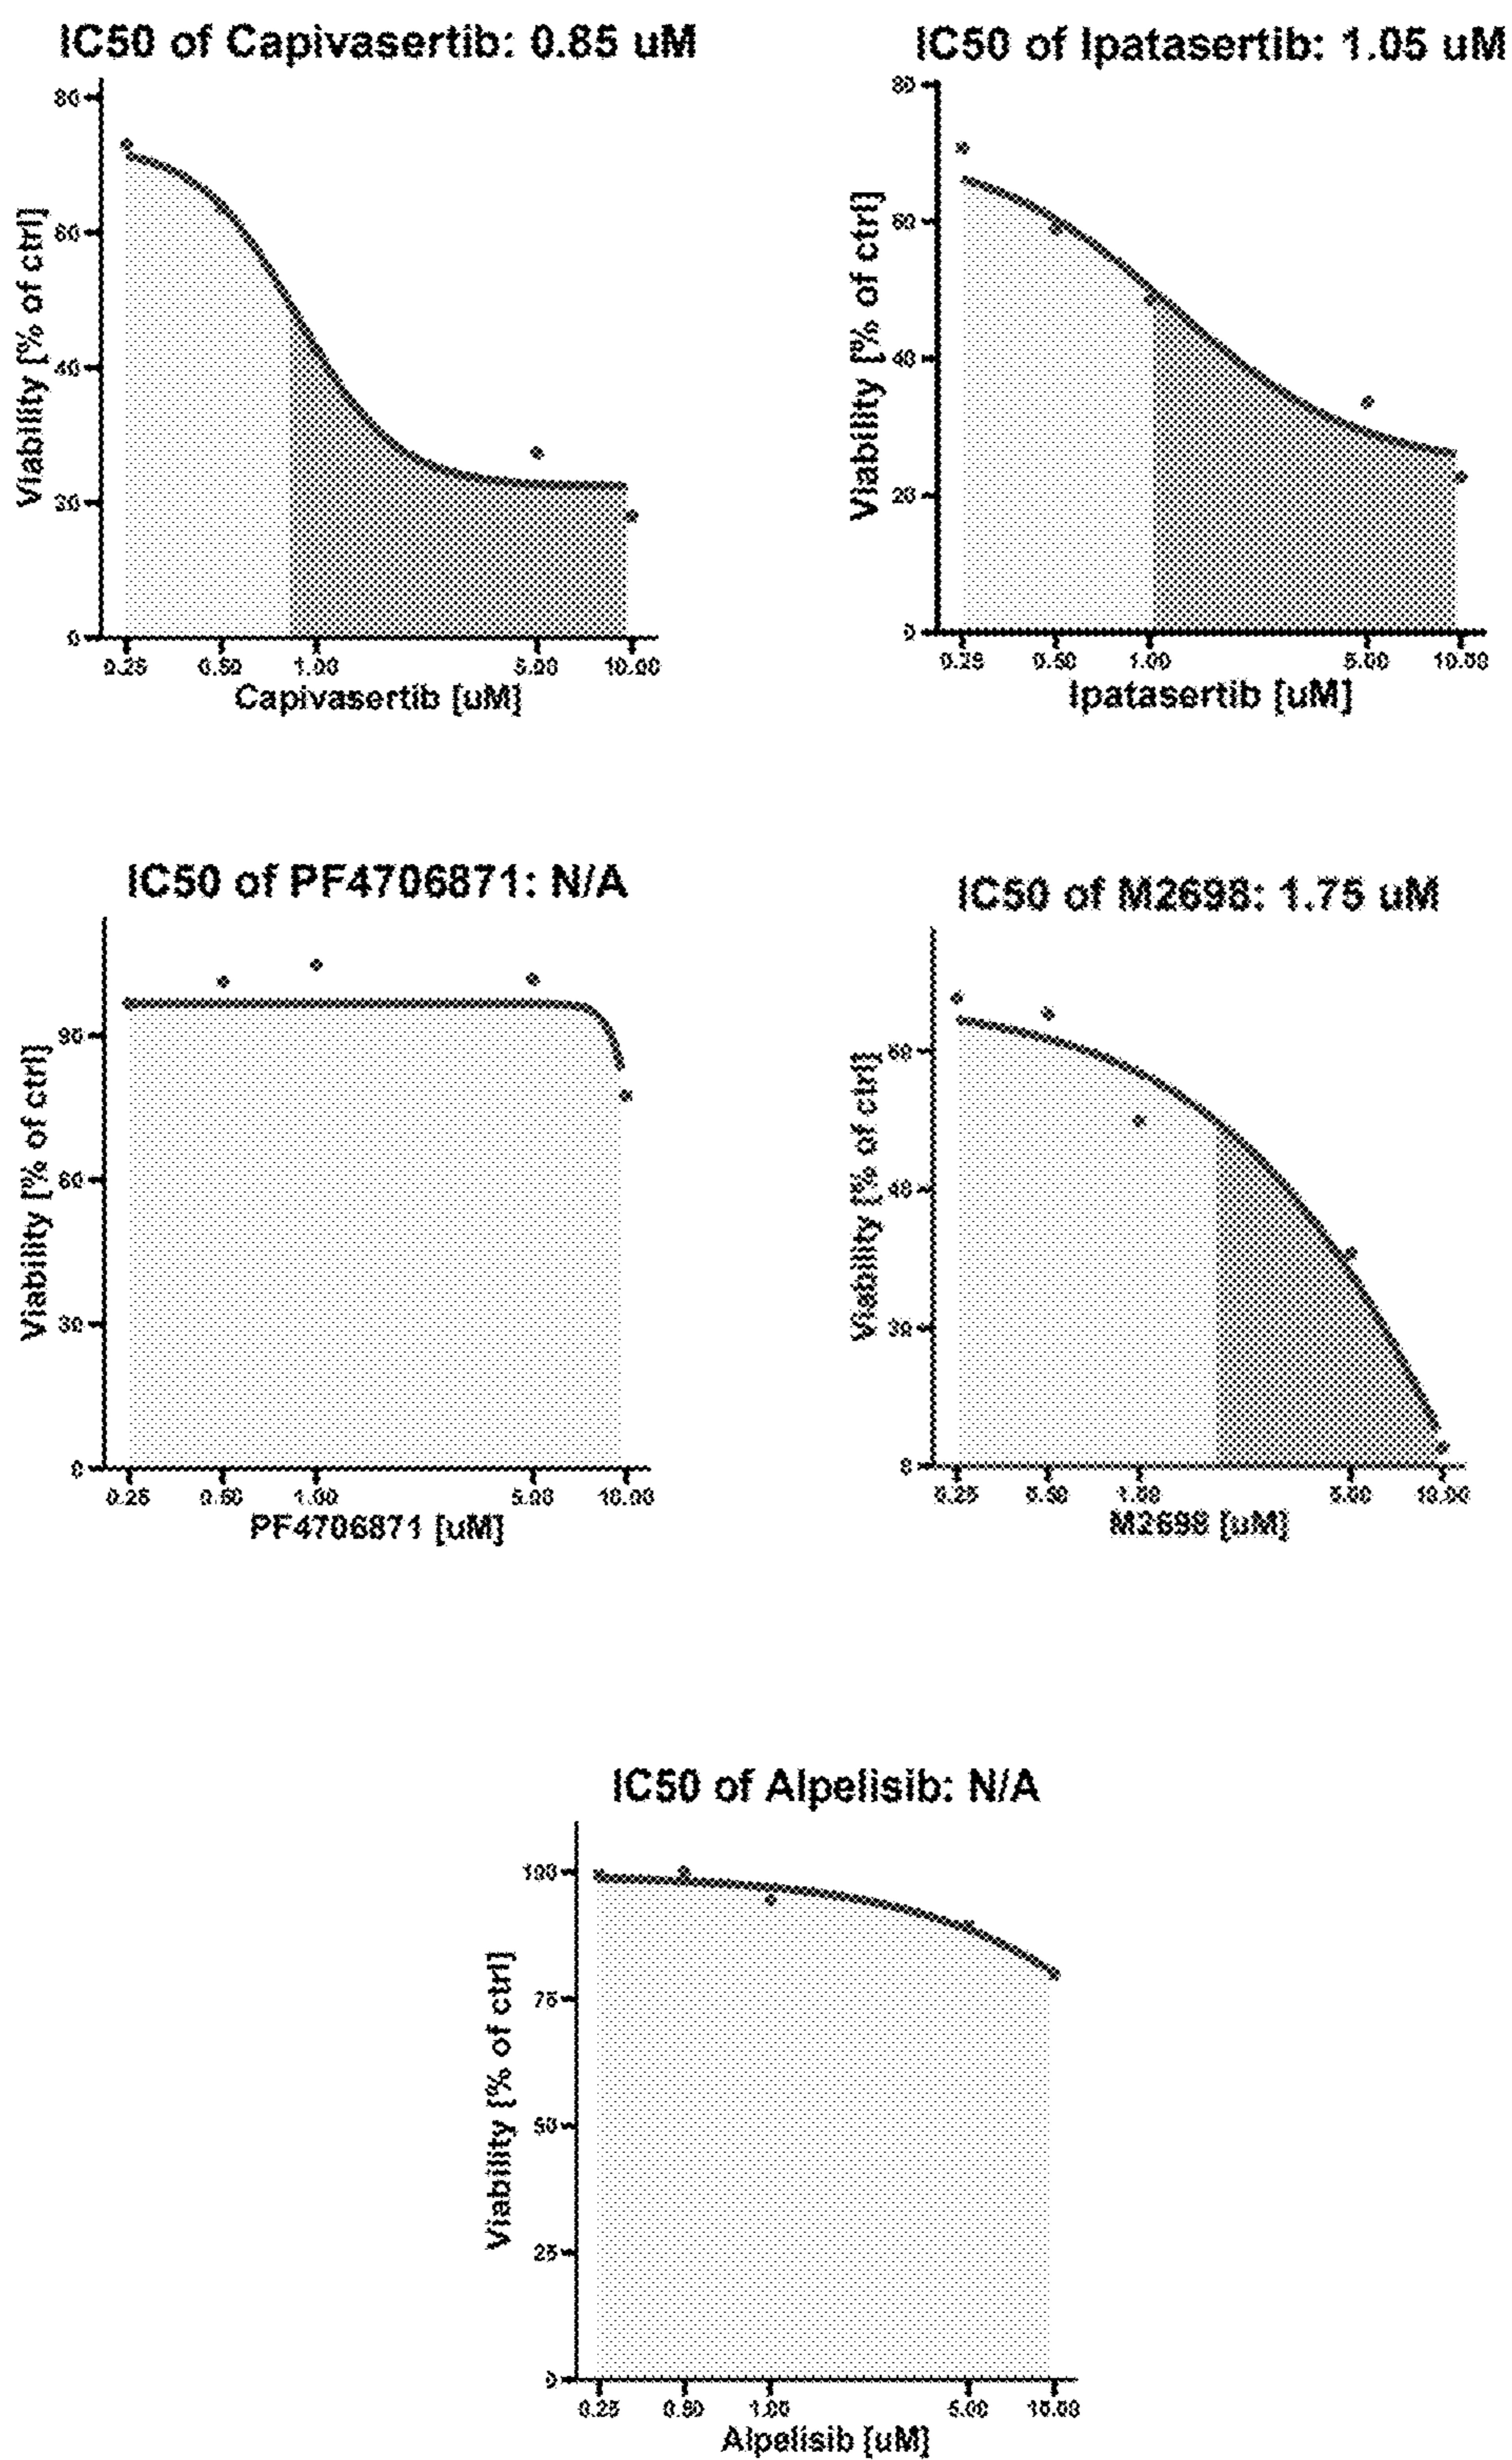 IC50 of Capivasertib: 0.85 uM
80
60
40
20
0
0.25 0.50 1.00 5.00 10.00
Viability [% of ctrl]
Capivasertib [uM]
IC50 of Ipatasertib: 1.05 uM
80
60
40
20
0
0.25 0.50 1.00 5.00 10.00
Viability [% of ctrl]
Ipatasertib [uM]
IC50 of PF4706871: N/A
90
60
30
0
0.25 0.50 1.00 5.00 10.00
Viability [% of ctrl]
PF4706871 [uM]
IC50 of M2698: 1.75 uM
60
40
20
0
0.25 0.50 1.00 5.00 10.00
Viability [% of ctrl]
M2698 [uM]
IC50 of Alpelisib: N/A
100
75
50
25
0
0.25 0.50 1.00 5.00 10.00
Viability [% of ctrl]
Alpelisib [uM]